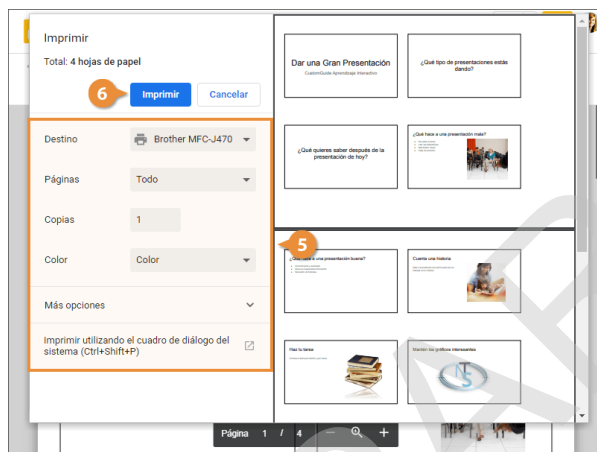 Imprimir
Total: 4 hojas de papel
6
Imprimir
Cancelar
Destino
Brother MFC-J470
Páginas
Todo
Copias
1
5
Color
Color
Más opciones
Imprimir utilizando el cuadro de diálogo del
sistema (Ctrl+Shift+P)
Dar una Gran Presentación
CustomGuide Aprendizaje Interactivo
¿Qué tipo de presentaciones estás
dando?
¿Qué quieres saber después de la
presentación de hoy?
¿Qué hace a una presentación mala?
una presentación buena?
Cuenta una historia
Haz tu tarea
Mantén los gráficos interesantes
NTS
Página 1 / 4